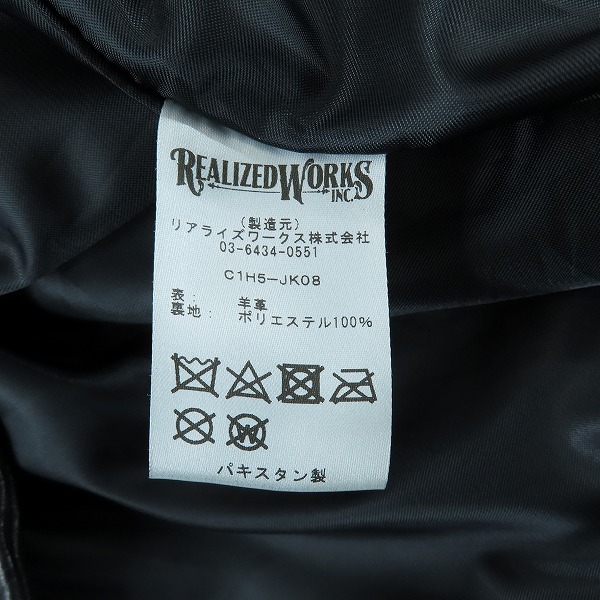 REALIZEDWORKS
INC.
(製造元)
リアライズワークス株式会社
03-6434-0551
C1H5-JK08
表: 羊革
裏地: ポリエステル100%
W
パキスタン製